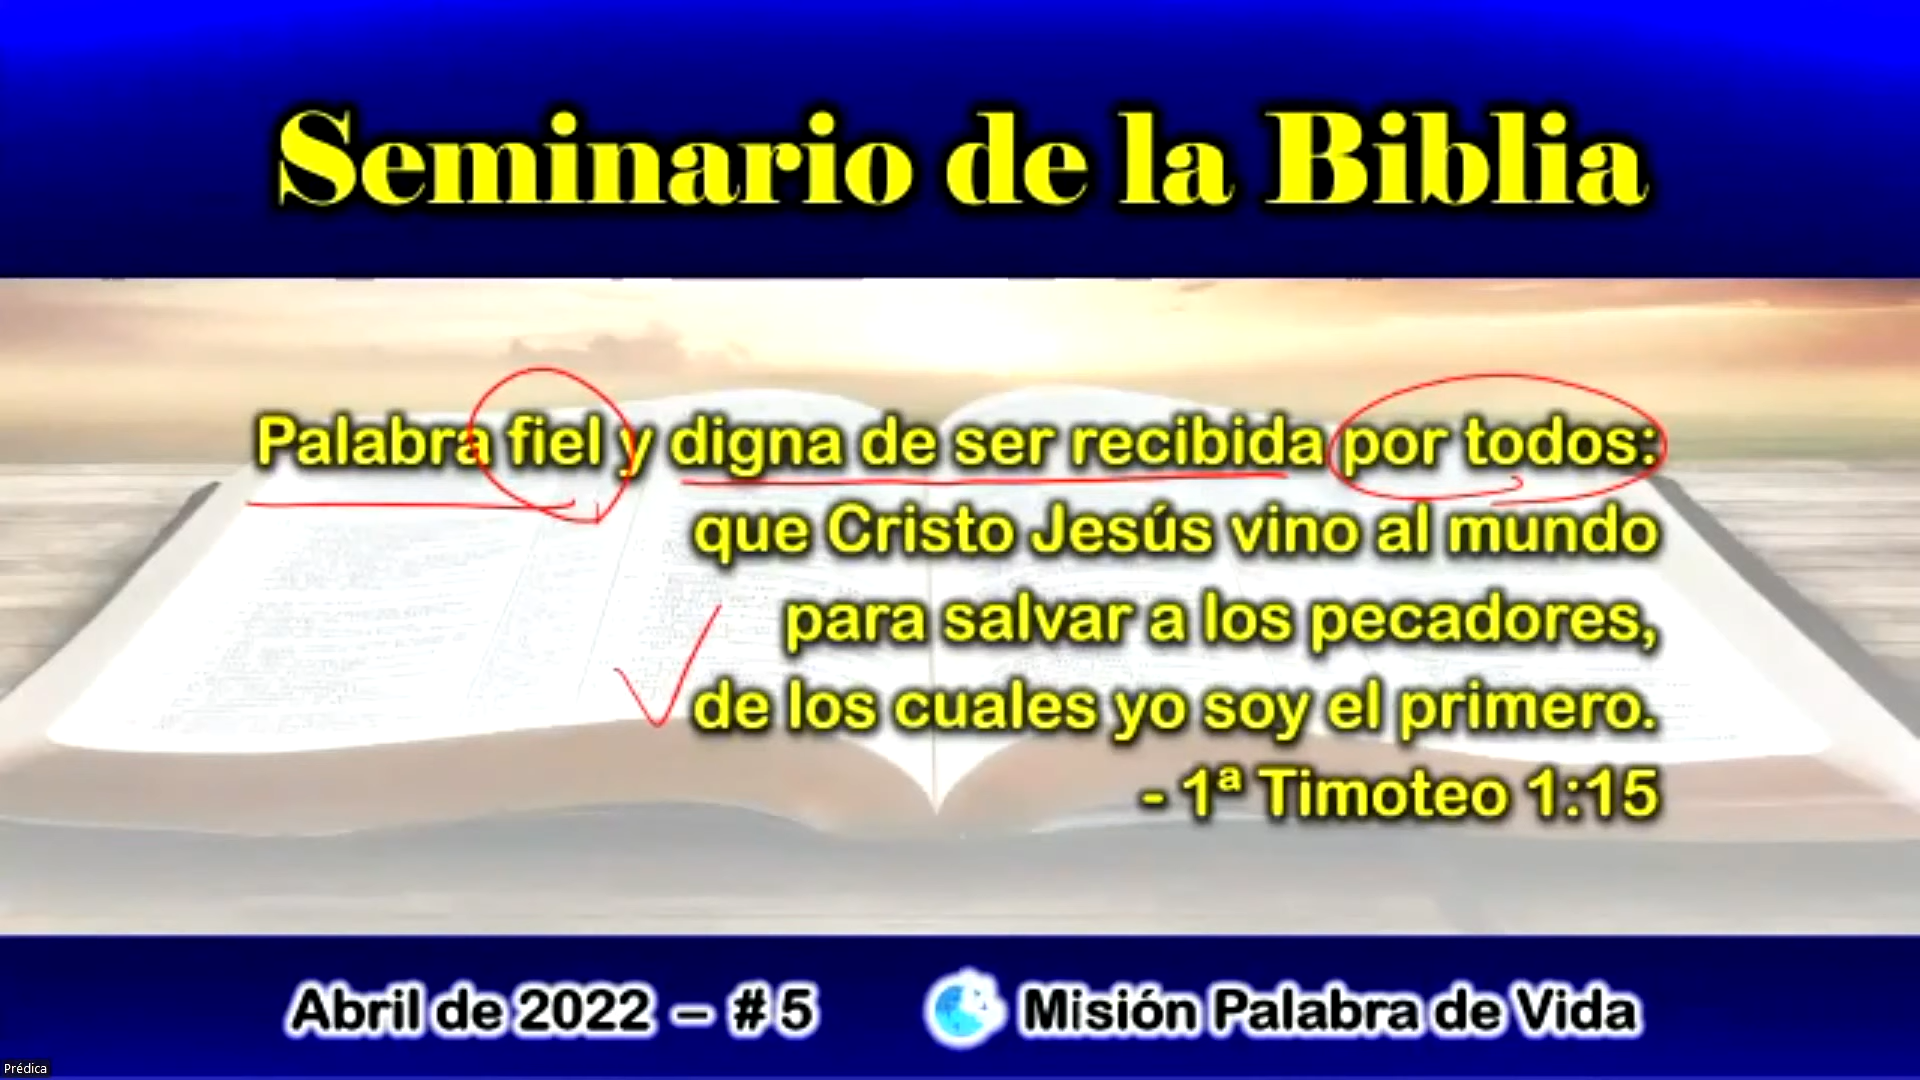 Seminario de la Biblia
Palabra fiel y digna de ser recibida por todos:
que Cristo Jesús vino al mundo
para salvar a los pecadores,
de los cuales yo soy el primero.
- 1ª Timoteo 1:15
Abril de 2022 – # 5
Misión Palabra de Vida
Prédica